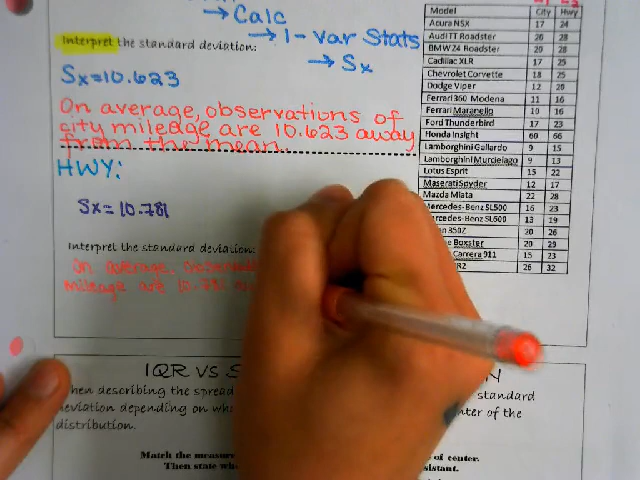 → Calc
→ 1-var Stats
→ Sx
Interpret the standard deviation:
Sx=10.623
On average, observations of
city mileage are 10.623 away
from the mean.
HWY:
Sx=10.781
Interpret the standard deviation:
On average,
mileage are 10.781
Model City Hwy
Acura NSX 17 24
Audi TT Roadster 20 28
BMW Z4 Roadster 20 28
Cadillac XLR 17 25
Chevrolet Corvette 18 25
Dodge Viper 12 20
Ferrari 360 Modena 11 16
Ferrari Maranello 10 16
Ford Thunderbird 17 23
Honda Insight 60 66
Lamborghini Gallardo 9 15
Lamborghini Murcielago 9 13
Lotus Esprit 15 22
Maserati Spyder 12 17
Mazda Miata 22 28
Mercedes-Benz SL500 16 23
Mercedes-Benz SL600 13 19
350Z 20 26
Boxster 20 29
Carrera 911 15 23
R2 26 32
IQR VS S
hen describing the spread standard
deviation depending on wh nter of the
distribution.
Match the measure of center.
Then state wh sistant.